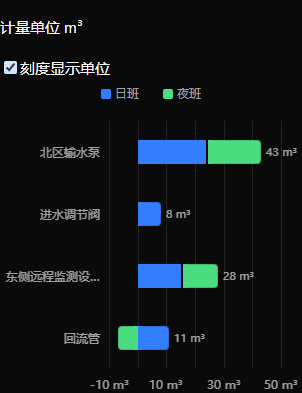 计量单位 m³
刻度显示单位
日班 夜班
北区输水泵 43 m³
进水调节阀 8 m³
东侧远程监测设... 28 m³
回流管 11 m³
-10 m³ 10 m³ 30 m³ 50 m³